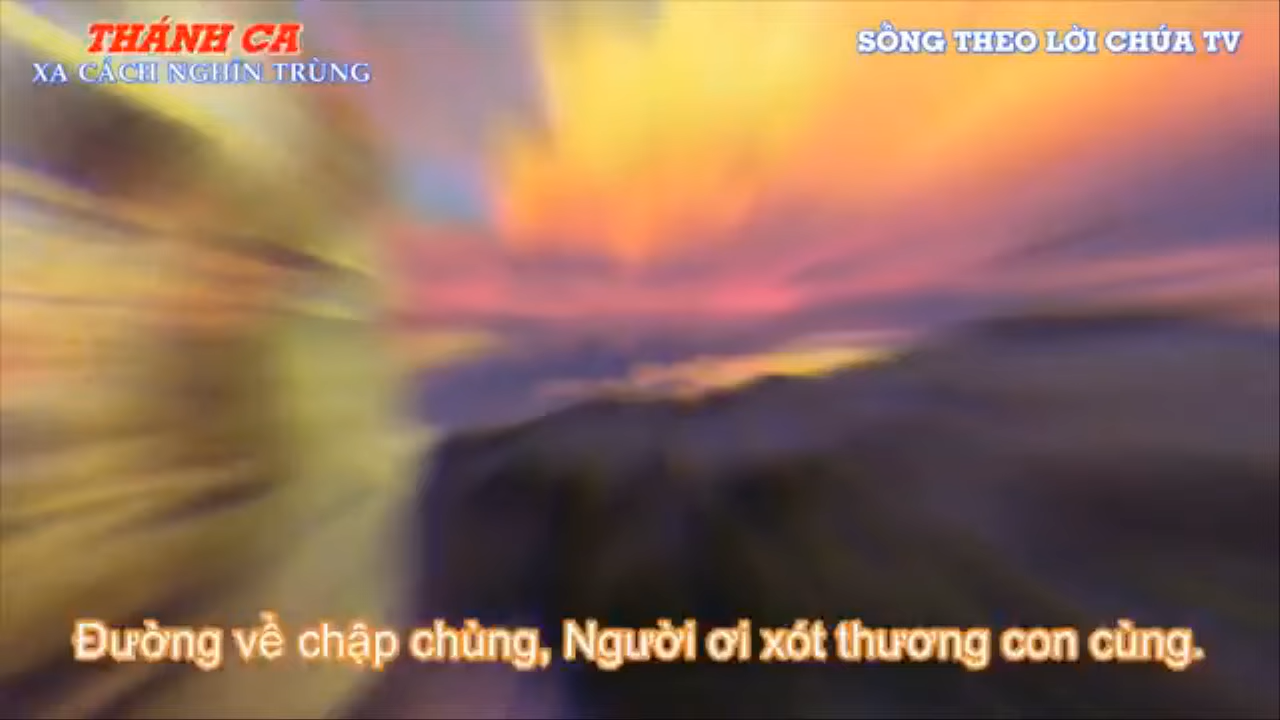 THÁNH CA
XA CÁCH NGHÌN TRÙNG
SỐNG THEO LỜI CHÚA TV
Đường về chập chùng, Người ơi xót thương con cùng.